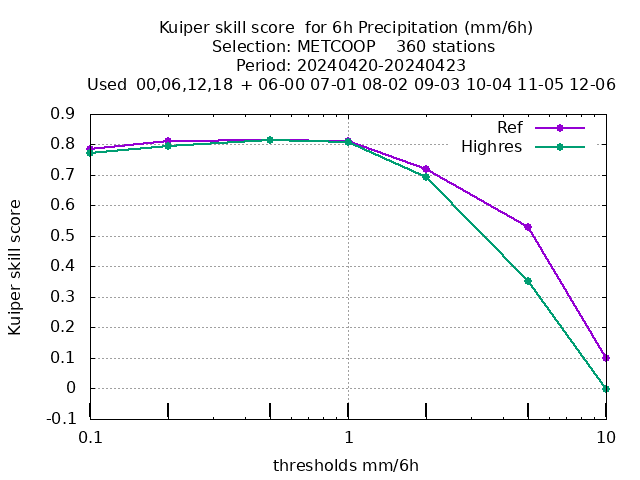 Kuiper skill score  for 6h Precipitation (mm/6h)
Selection: METCOOP    360 stations
Period: 20240420-20240423
Used  00,06,12,18  + 06-00 07-01 08-02 09-03 10-04 11-05 12-06
Ref
Highres
0.9
0.8
0.7
0.6
0.5
0.4
0.3
0.2
0.1
0
-0.1
Kuiper skill score
0.1
1
10
thresholds mm/6h